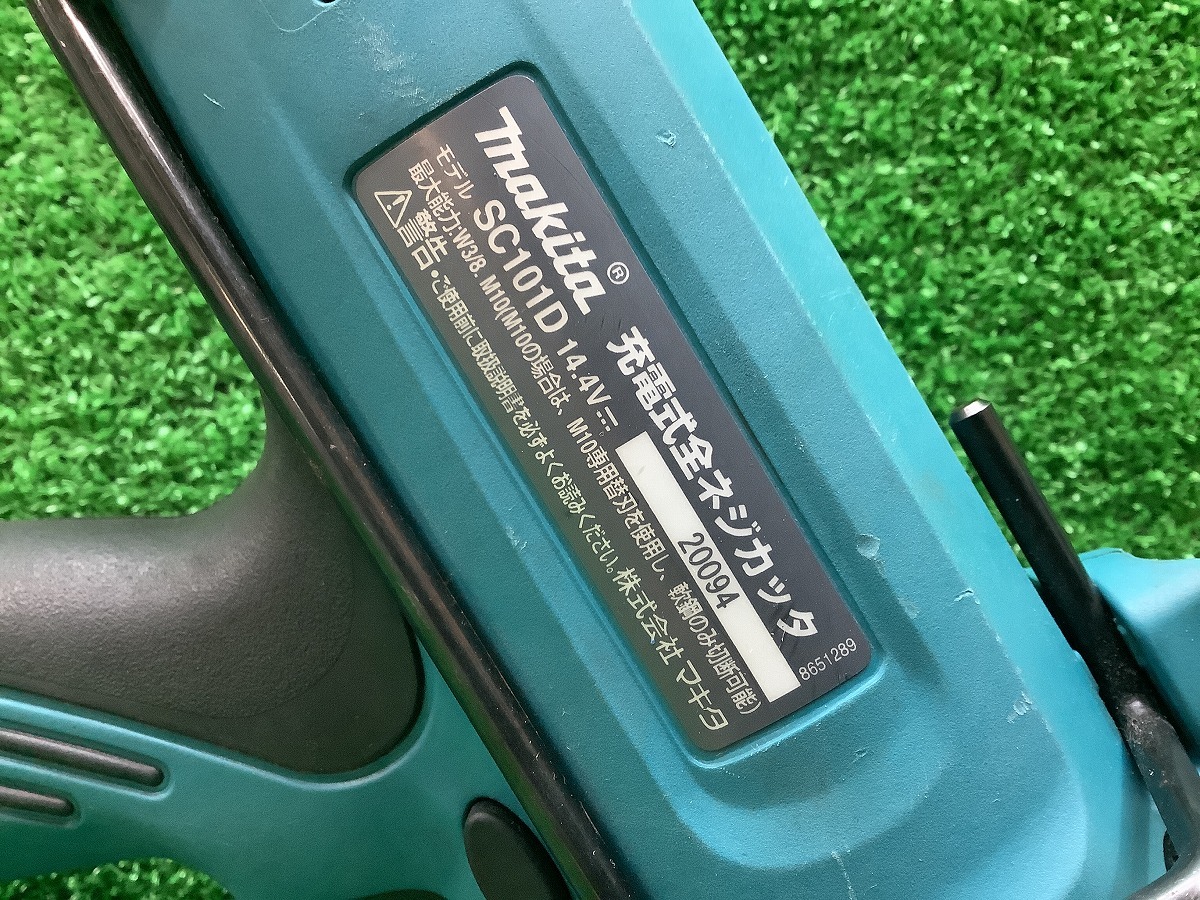 makita®
充電式全ネジカッタ
モデル SC101D 14.4V
20094
最大能力:W3/8. M10(M10の場合は、M10専用替刃を使用し、軟鋼のみ切断可能)
⚠警告 •ご使用前に取扱説明書を必ずよくお読みください。株式会社マキタ
8651289